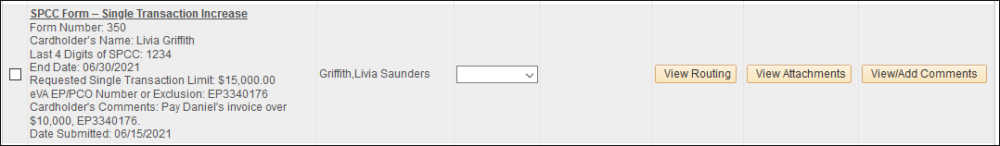 SPCC Form – Single Transaction Increase
Form Number: 350
Cardholder's Name: Livia Griffith
Last 4 Digits of SPCC: 1234
End Date: 06/30/2021
Requested Single Transaction Limit: $15,000.00
eVA EP/PCO Number or Exclusion: EP3340176
Cardholder's Comments: Pay Daniel's invoice over
$10,000, EP3340176.
Date Submitted: 06/15/2021
Griffith,Livia Saunders
View Routing
View Attachments
View/Add Comments